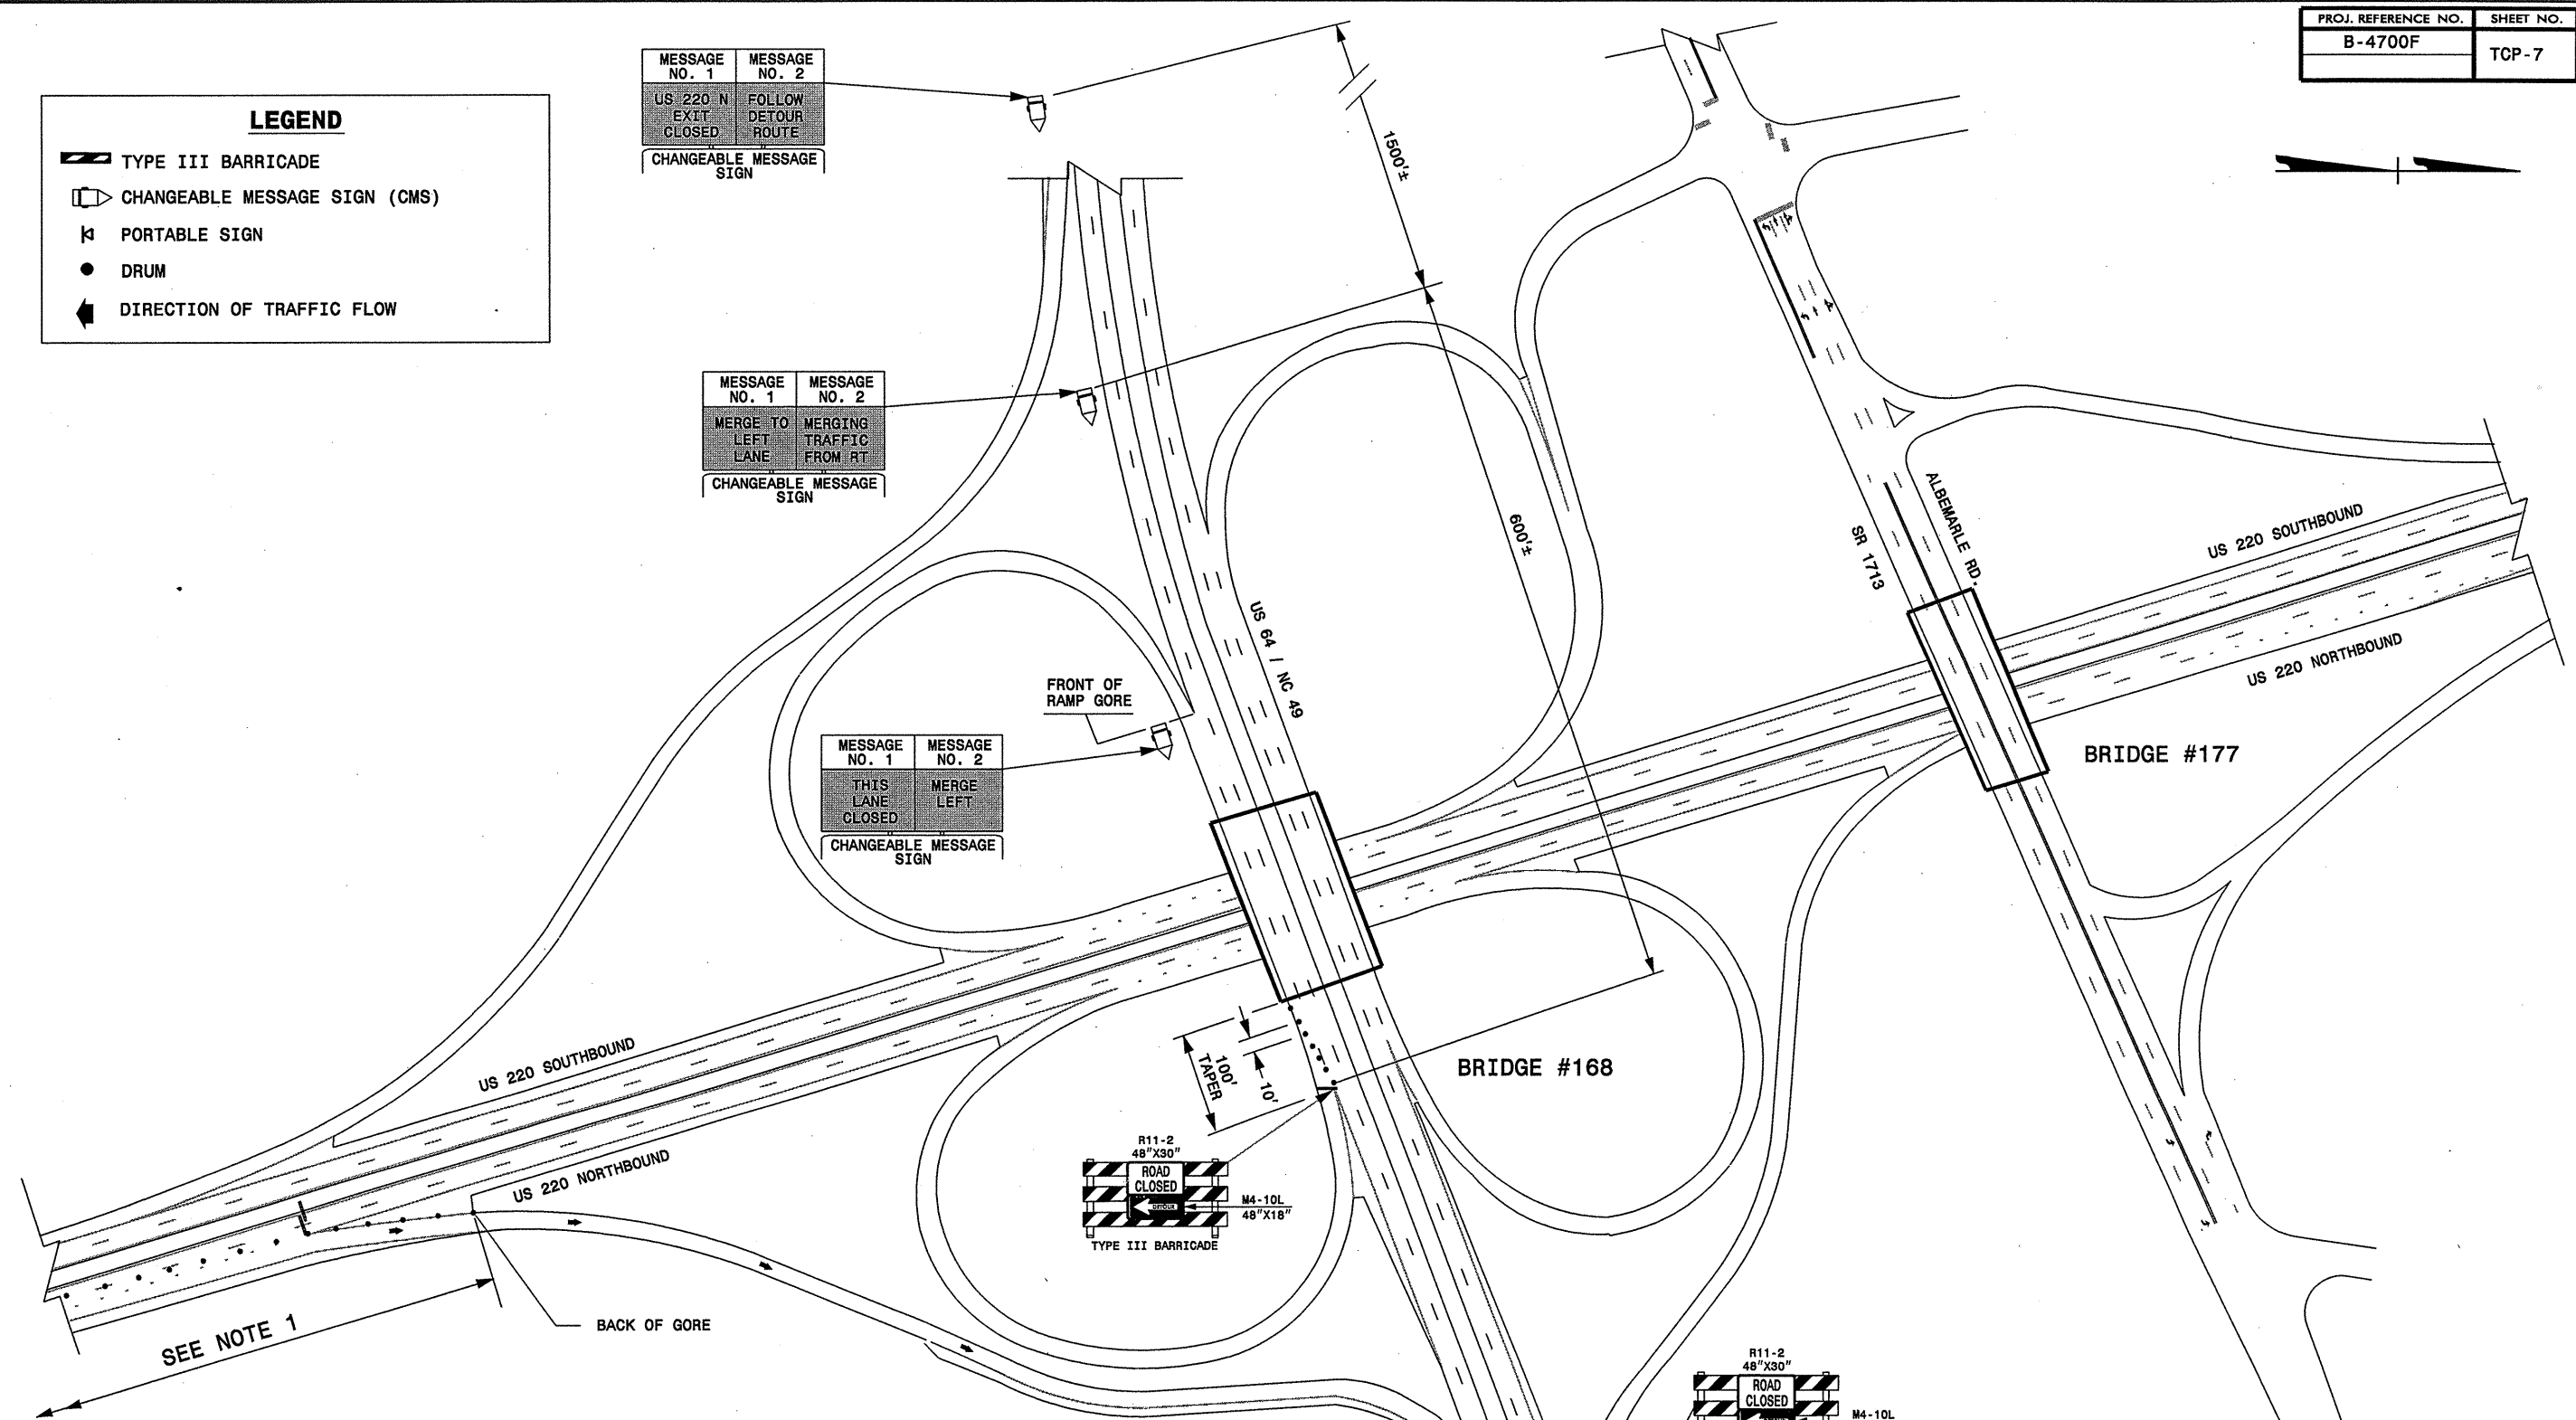 PROJ. REFERENCE NO.
SHEET NO.
B-4700F
TCP-7
LEGEND
TYPE III BARRICADE
CHANGEABLE MESSAGE SIGN (CMS)
PORTABLE SIGN
DRUM
DIRECTION OF TRAFFIC FLOW
MESSAGE NO. 1
MESSAGE NO. 2
US 220 N
EXIT
CLOSED
FOLLOW
DETOUR
ROUTE
CHANGEABLE MESSAGE
SIGN
1500'±
MESSAGE NO. 1
MESSAGE NO. 2
MERGE TO
LEFT
LANE
MERGING
TRAFFIC
FROM RT
CHANGEABLE MESSAGE
SIGN
600'±
ALBEMARLE RD.
SR 1713
US 220 SOUTHBOUND
US 220 NORTHBOUND
US 64 / NC 49
FRONT OF
RAMP GORE
MESSAGE NO. 1
MESSAGE NO. 2
THIS
LANE
CLOSED
MERGE
LEFT
CHANGEABLE MESSAGE
SIGN
BRIDGE #177
BRIDGE #168
100'
TAPER
10'
US 220 SOUTHBOUND
US 220 NORTHBOUND
R11-2
48"X30"
ROAD
CLOSED
DETOUR
M4-10L
48"X18"
TYPE III BARRICADE
BACK OF GORE
SEE NOTE 1
R11-2
48"X30"
ROAD
CLOSED
M4-10L